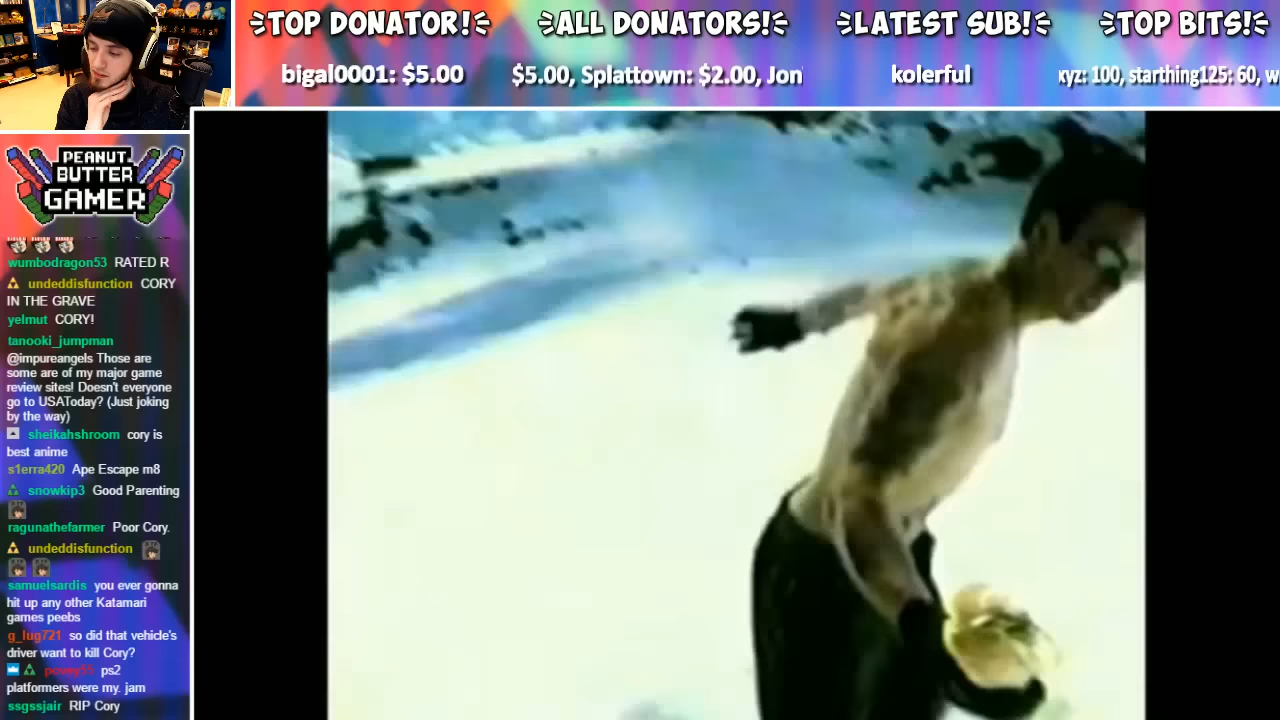 TOP DONATOR!
ALL DONATORS!
LATEST SUB!
TOP BITS!
bigal0001: $5.00
$5.00, Splattown: $2.00, Jon
kolerful
xyz: 100, starthing125: 60, w
PEANUT
BUTTER
GAMER
wumbodragon53 RATED R
undeddisfunction CORY
IN THE GRAVE
yelmut CORY!
tanooki_jumpman
@impureangels Those are
some are of my major game
review sites! Doesn't everyone
go to USAToday? (Just joking
by the way)
sheikahshroom cory is
best anime
s1erra420 Ape Escape m8
snowkip3 Good Parenting
ragunathefarmer Poor Cory.
undeddisfunction
samuelsardis you ever gonna
hit up any other Katamari
games peebs
g_lug721 so did that vehicle's
driver want to kill Cory?
ps2
platformers were my. jam
ssgssjair RIP Cory